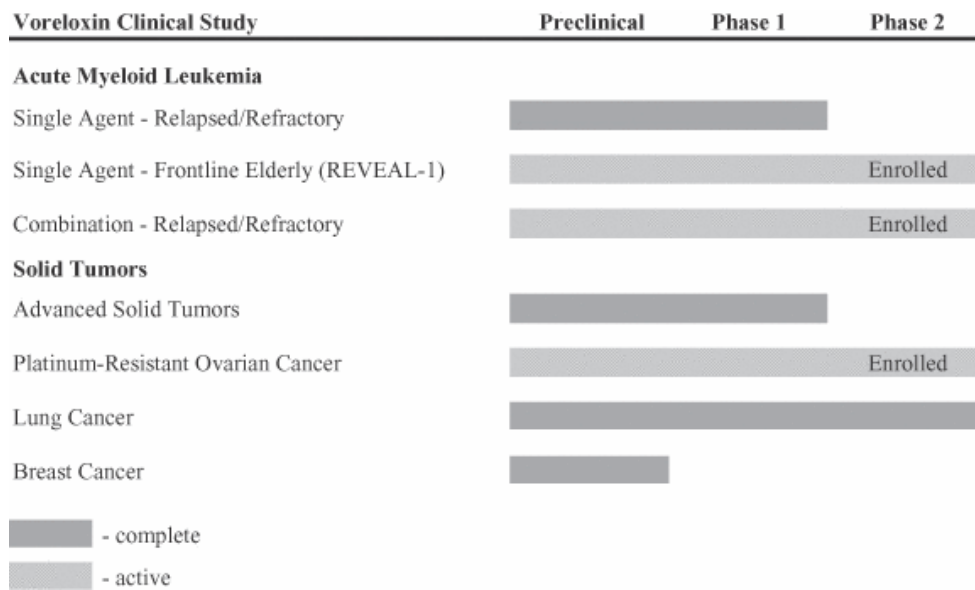 Voreloxin Clinical Study Preclinical Phase 1 Phase 2
Acute Myeloid Leukemia
Single Agent - Relapsed/Refractory
Single Agent - Frontline Elderly (REVEAL-1) Enrolled
Combination - Relapsed/Refractory Enrolled
Solid Tumors
Advanced Solid Tumors
Platinum-Resistant Ovarian Cancer Enrolled
Lung Cancer
Breast Cancer
- complete
- active